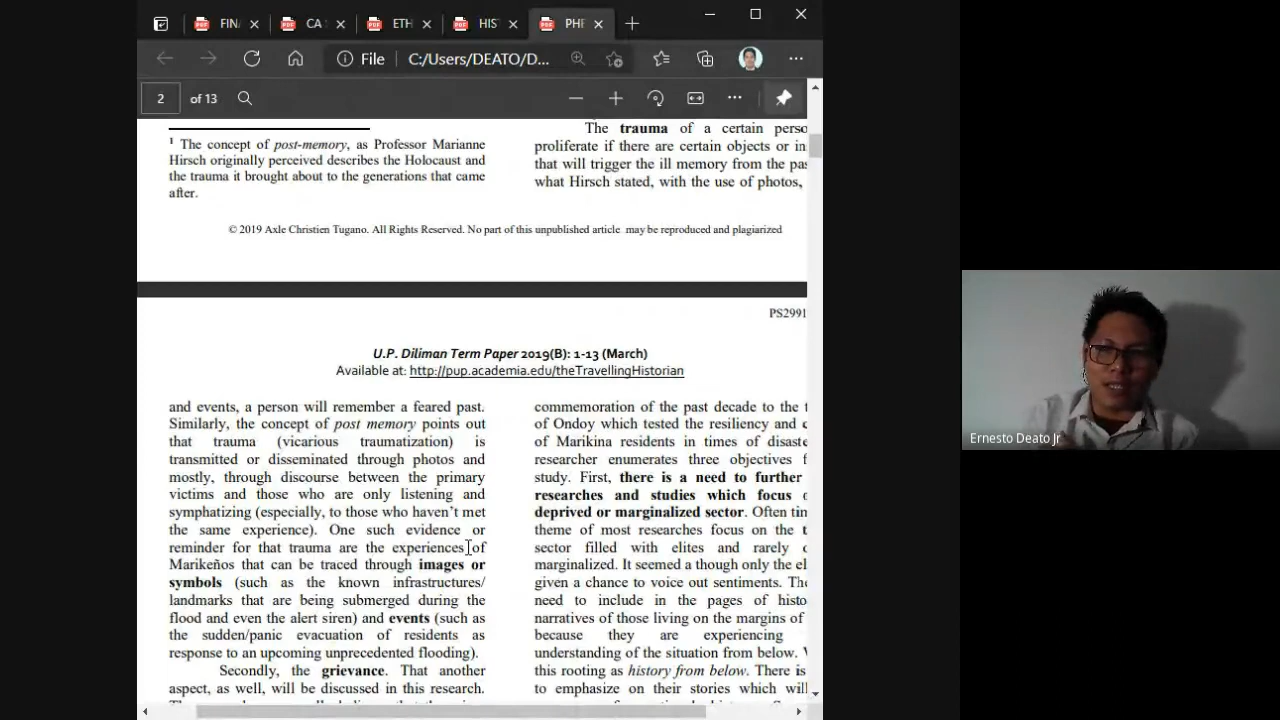 FIN
CA
ETH
HIS
PHI
File
C:/Users/DEATO/D...
2
of 13
1 The concept of post-memory, as Professor Marianne
Hirsch originally perceived describes the Holocaust and
the trauma it brought about to the generations that came
after.
The trauma of a certain perso
proliferate if there are certain objects or in
that will trigger the ill memory from the pas
what Hirsch stated, with the use of photos,
© 2019 Axle Christien Tugano. All Rights Reserved. No part of this unpublished article may be reproduced and plagiarized
PS2991
U.P. Diliman Term Paper 2019(B): 1-13 (March)
Available at: http://pup.academia.edu/theTravellingHistorian
and events, a person will remember a feared past.
Similarly, the concept of post memory points out
that trauma (vicarious traumatization) is
transmitted or disseminated through photos and
mostly, through discourse between the primary
victims and those who are only listening and
symphatizing (especially, to those who haven't met
the same experience). One such evidence or
reminder for that trauma are the experiences of
Marikeños that can be traced through images or
symbols (such as the known infrastructures/
landmarks that are being submerged during the
flood and even the alert siren) and events (such as
the sudden/panic evacuation of residents as
response to an upcoming unprecedented flooding).
Secondly, the grievance. That another
aspect, as well, will be discussed in this research.
commemoration of the past decade to the t
of Ondoy which tested the resiliency and c
of Marikina residents in times of disaste
researcher enumerates three objectives f
study. First, there is a need to further
researches and studies which focus o
deprived or marginalized sector. Often tim
theme of most researches focus on the t
sector filled with elites and rarely o
marginalized. It seemed a though only the el
given a chance to voice out sentiments. The
need to include in the pages of histo
narratives of those living on the margins of
because they are experiencing
understanding of the situation from below. W
this rooting as history from below. There is
to emphasize on their stories which will
Ernesto Deato Jr